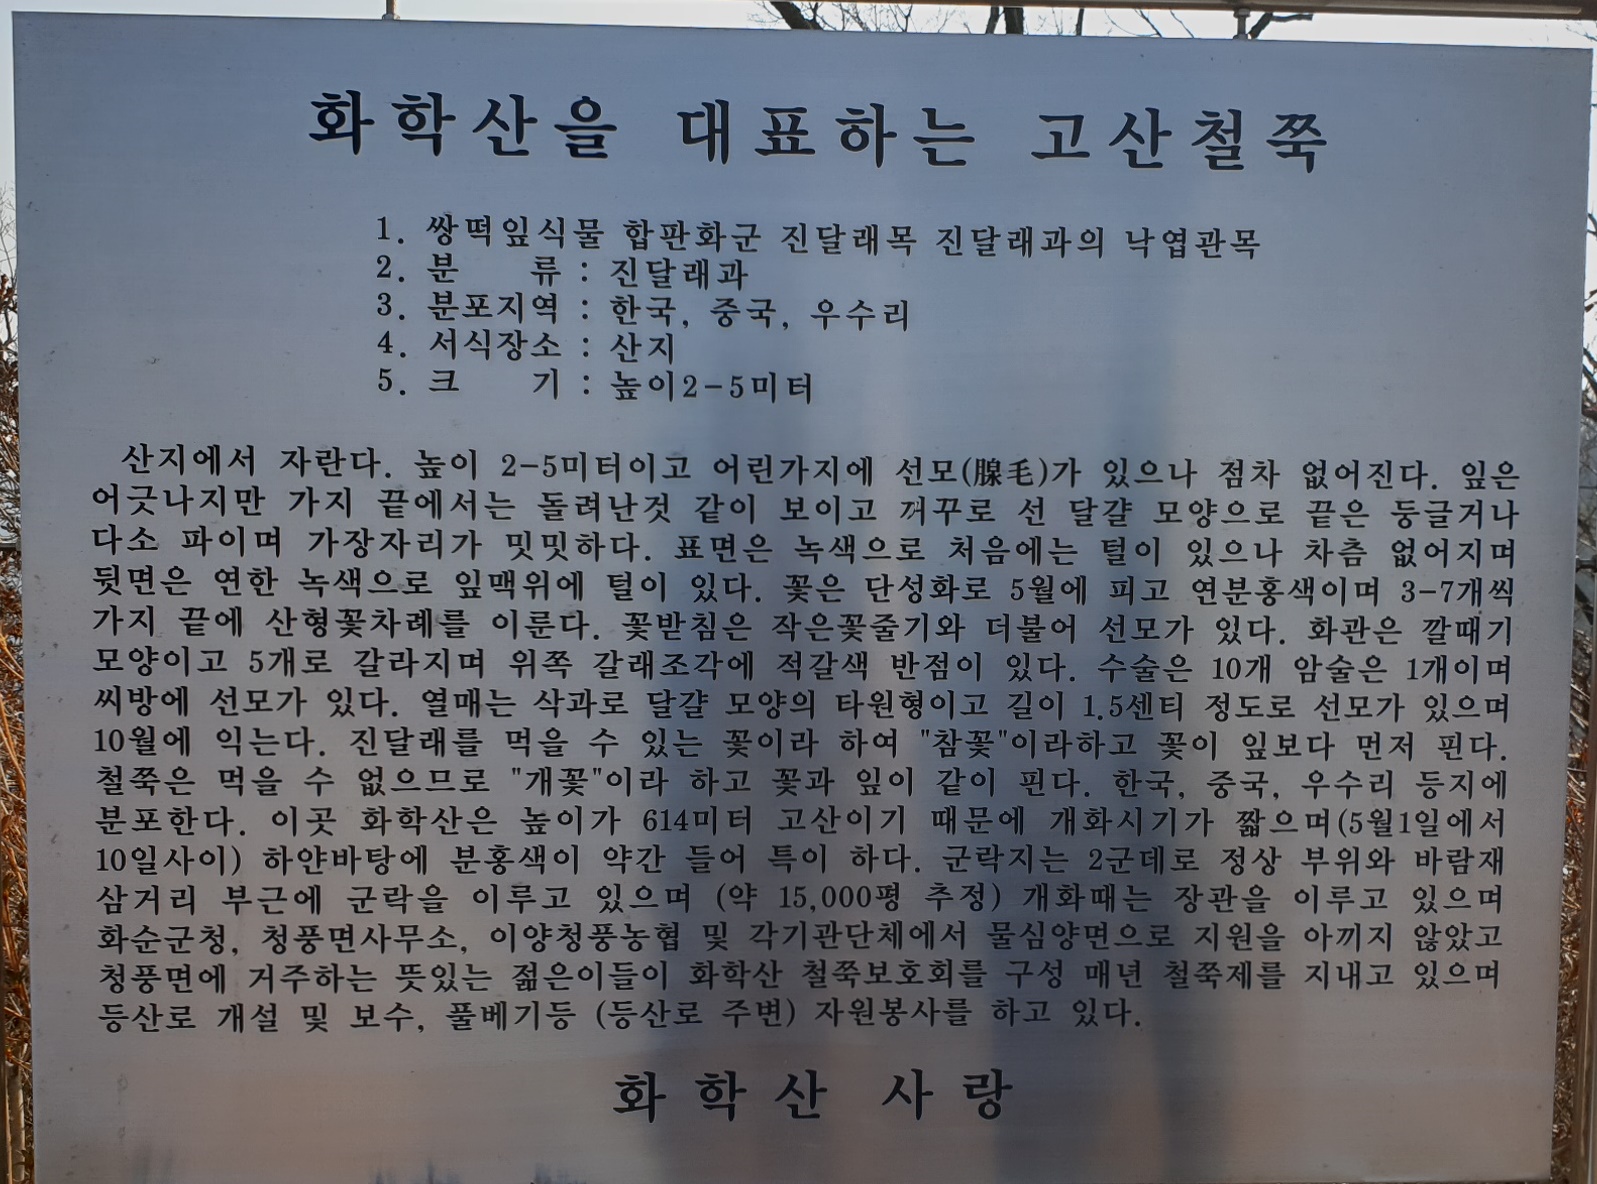 화학산을 대표하는 고산철쭉
1. 쌍떡잎식물 합판화군 진달래목 진달래과의 낙엽관목
2. 분 류 : 진달래과
3. 분포지역 : 한국, 중국, 우수리
4. 서식장소 : 산지
5. 크 기 : 높이2-5미터
산지에서 자란다. 높이 2-5미터이고 어린가지에 선모(腺毛)가 있으나 점차 없어진다. 잎은
어긋나지만 가지 끝에서는 돌려난것 같이 보이고 꺼꾸로 선 달걀 모양으로 끝은 둥글거나
다소 파이며 가장자리가 밋밋하다. 표면은 녹색으로 처음에는 털이 있으나 차츰 없어지며
뒷면은 연한 녹색으로 잎맥위에 털이 있다. 꽃은 단성화로 5월에 피고 연분홍색이며 3-7개씩
가지 끝에 산형꽃차례를 이룬다. 꽃받침은 작은꽃줄기와 더불어 선모가 있다. 화관은 깔때기
모양이고 5개로 갈라지며 위쪽 갈래조각에 적갈색 반점이 있다. 수술은 10개 암술은 1개이며
씨방에 선모가 있다. 열매는 삭과로 달걀 모양의 타원형이고 길이 1.5센티 정도로 선모가 있으며
10월에 익는다. 진달래를 먹을 수 있는 꽃이라 하여 "참꽃"이라하고 꽃이 잎보다 먼저 핀다.
철쭉은 먹을 수 없으므로 "개꽃"이라 하고 꽃과 잎이 같이 핀다. 한국, 중국, 우수리 등지에
분포한다. 이곳 화학산은 높이가 614미터 고산이기 때문에 개화시기가 짧으며(5월1일에서
10일사이) 하얀바탕에 분홍색이 약간 들어 특이 하다. 군락지는 2군데로 정상 부위와 바람재
삼거리 부근에 군락을 이루고 있으며 (약 15,000평 추정) 개화때는 장관을 이루고 있으며
화순군청, 청풍면사무소, 이양청풍농협 및 각기관단체에서 물심양면으로 지원을 아끼지 않았고
청풍면에 거주하는 뜻있는 젊은이들이 화학산 철쭉보호회를 구성 매년 철쭉제를 지내고 있으며
등산로 개설 및 보수, 풀베기등 (등산로 주변) 자원봉사를 하고 있다.
화학산 사랑